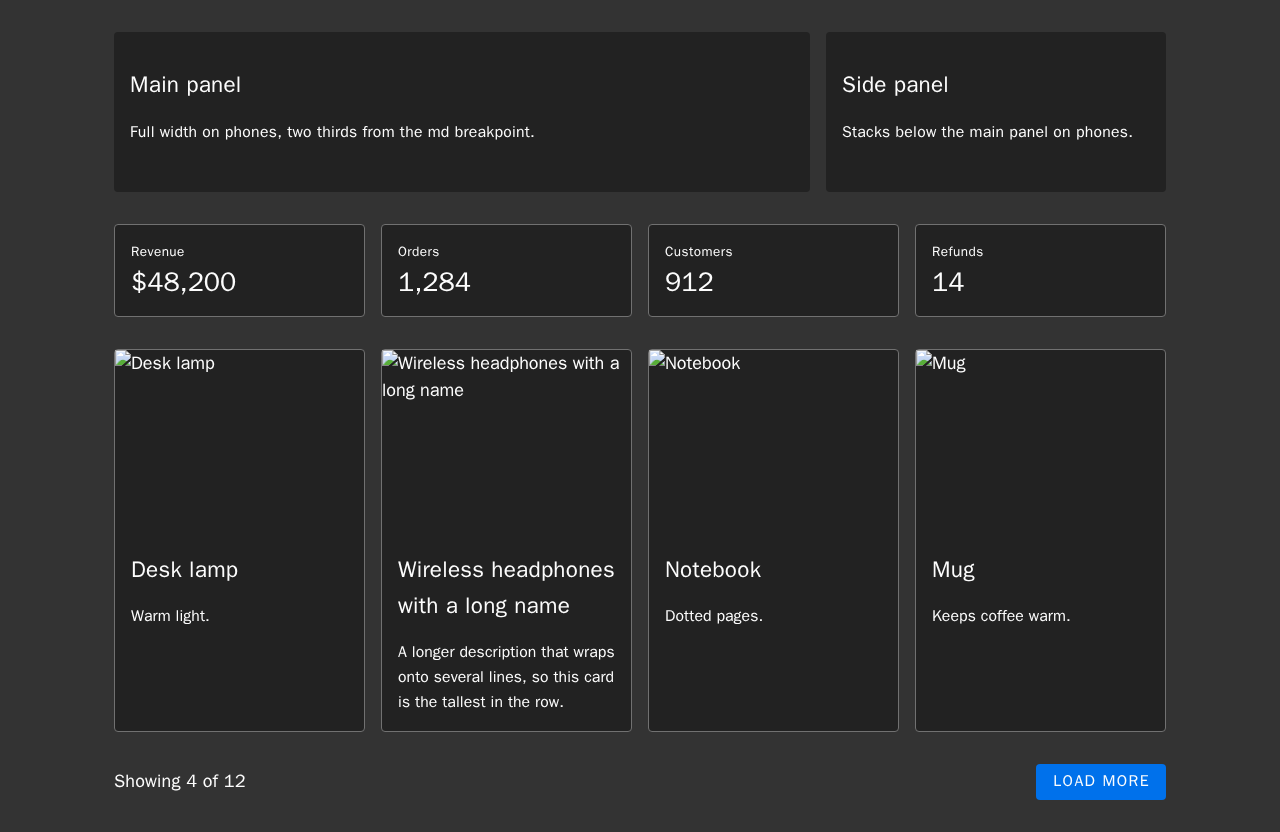 Main panel
Full width on phones, two thirds from the md breakpoint.
Side panel
Stacks below the main panel on phones.
Revenue
$48,200
Orders
1,284
Customers
912
Refunds
14
Desk lamp
Wireless headphones with a
long name
Notebook
Mug
Desk lamp
Warm light.
Wireless headphones
with a long name
A longer description that wraps
onto several lines, so this card
is the tallest in the row.
Notebook
Dotted pages.
Mug
Keeps coffee warm.
Showing 4 of 12
LOAD MORE